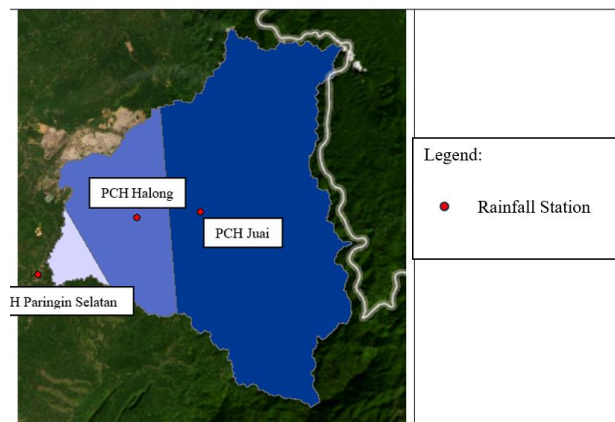 PCH Halong
PCH Juai
H Paringin Selatan
Legend:
Rainfall Station